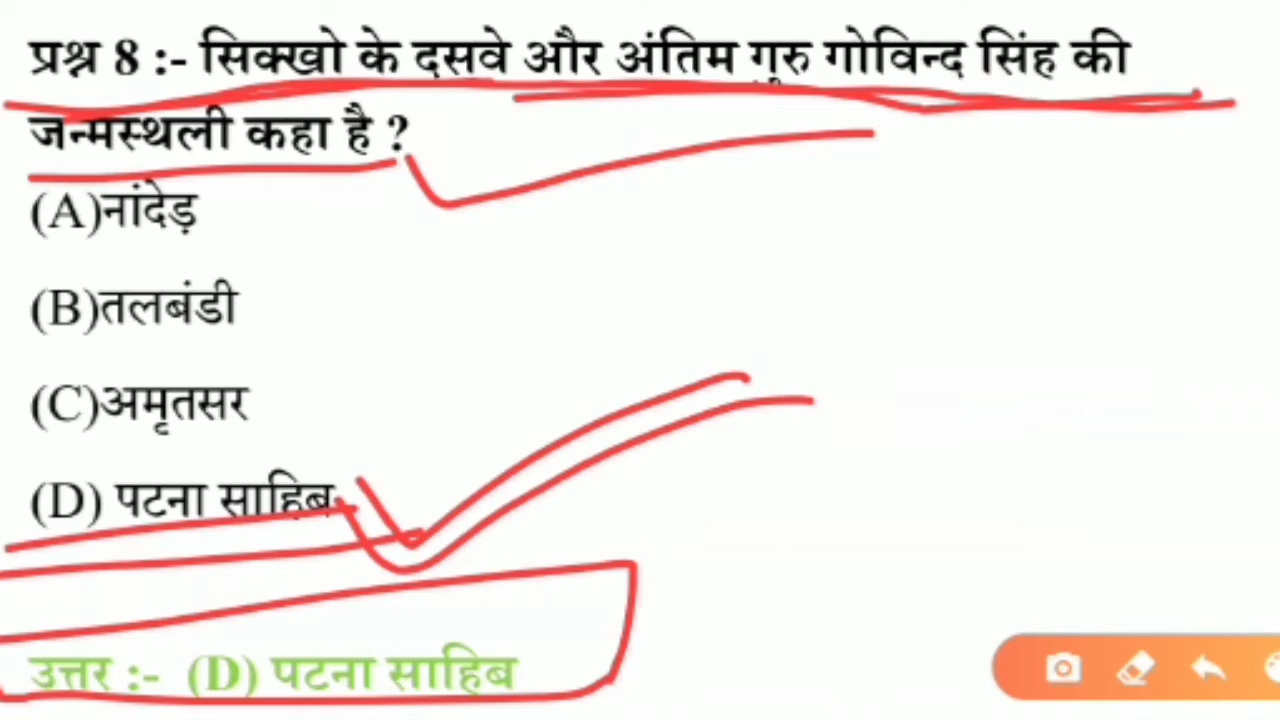 प्रश्न 8 :- सिक्खो के दसवे और अंतिम गुरु गोविन्द सिंह की
जन्मस्थली कहा है ?
(A)नांदेड़
(B)तलबंडी
(C)अमृतसर
(D) पटना साहिब
उत्तर :- (D) पटना साहिब